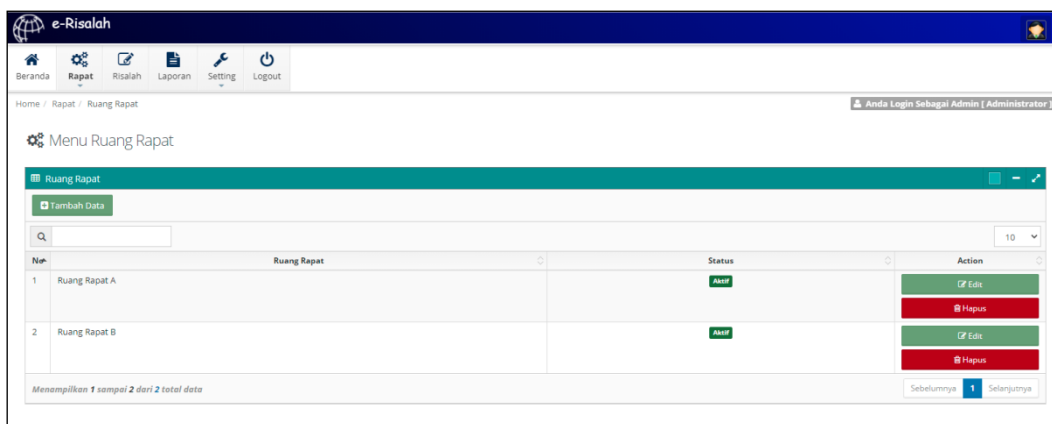 e-Risalah
Beranda Rapat Risalah Laporan Setting Logout
Home / Rapat / Ruang Rapat
Anda Login Sebagai Admin [ Administrator ]
Menu Ruang Rapat
Ruang Rapat
Tambah Data
10
No Ruang Rapat Status Action
1 Ruang Rapat A Aktif Edit
Hapus
2 Ruang Rapat B Aktif Edit
Hapus
Menampilkan 1 sampai 2 dari 2 total data
Sebelumnya 1 Selanjutnya